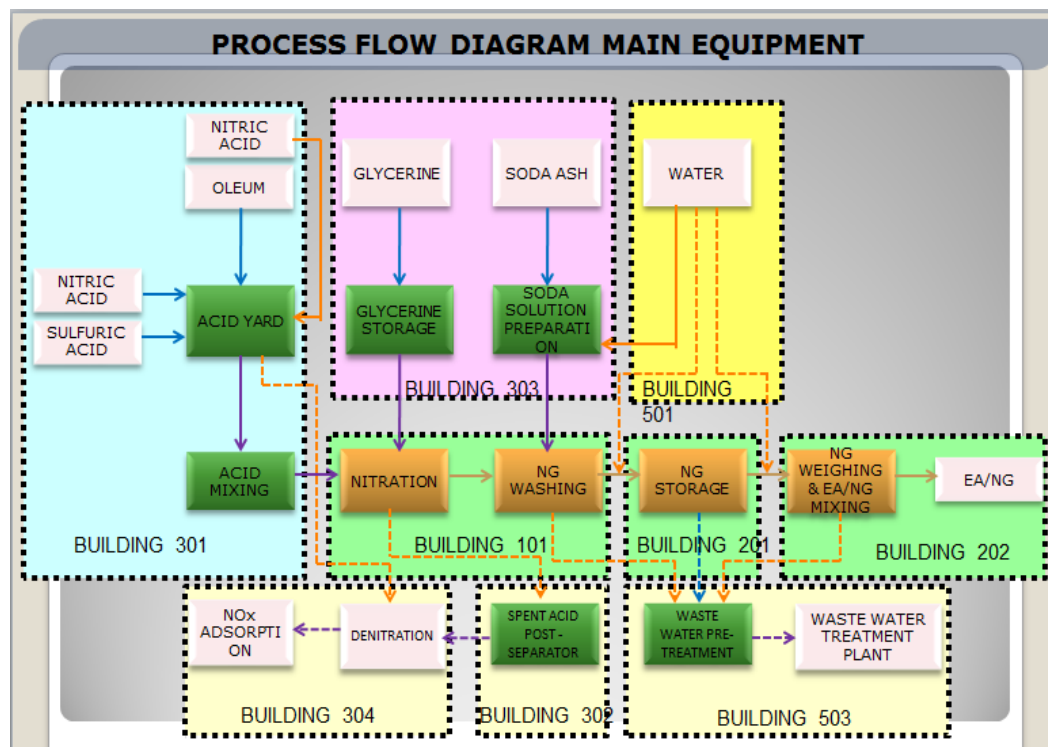 PROCESS FLOW DIAGRAM MAIN EQUIPMENT
NITRIC
ACID
OLEUM
NITRIC
ACID
SULFURIC
ACID
ACID YARD
ACID
MIXING
BUILDING 301
GLYCERINE
SODA ASH
GLYCERINE
STORAGE
SODA
SOLUTION
PREPARATI
ON
BUILDING 303
WATER
BUILDING
501
NITRATION
NG
WASHING
BUILDING 101
NG
STORAGE
BUILDING 201
NG
WEIGHING
& EA/NG
MIXING
EA/NG
BUILDING 202
NOx
ADSORPTI
ON
DENITRATION
BUILDING 304
SPENT ACID
POST -
SEPARATOR
BUILDING 302
WASTE
WATER PRE-
TREATMENT
WASTE WATER
TREATMENT
PLANT
BUILDING 503